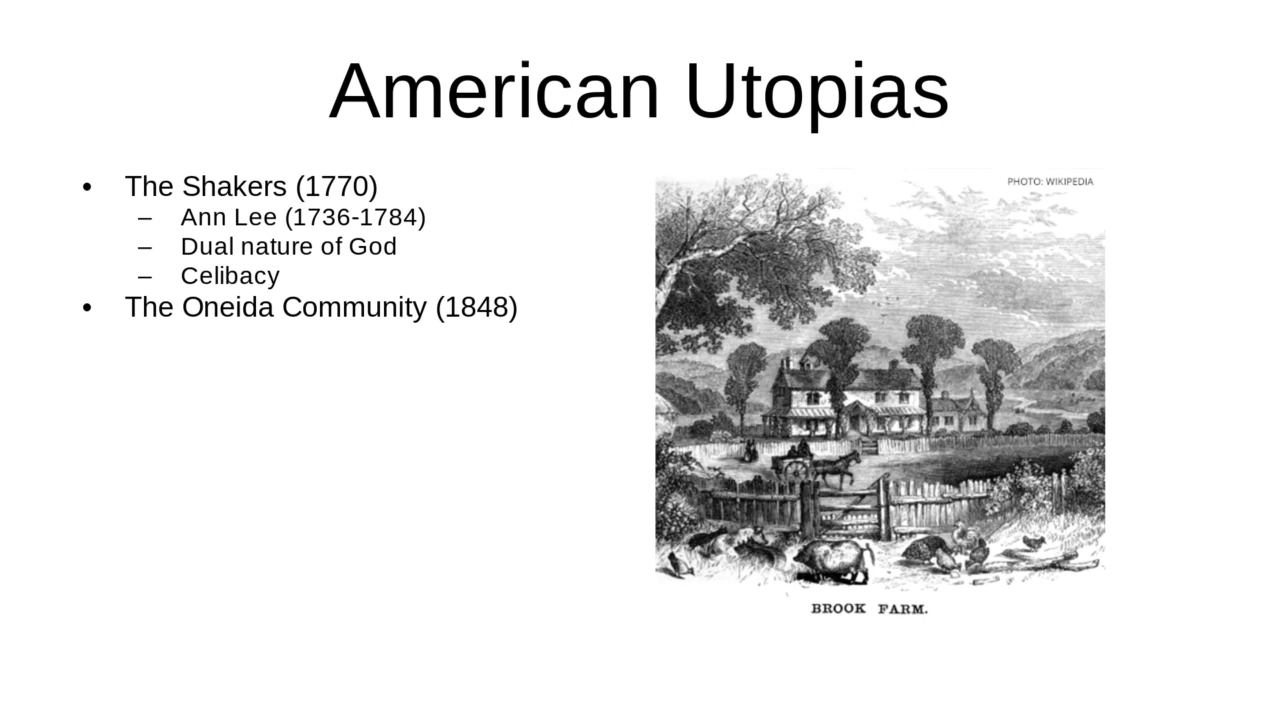 American Utopias
• The Shakers (1770)
– Ann Lee (1736-1784)
– Dual nature of God
– Celibacy
• The Oneida Community (1848)
PHOTO: WIKIPEDIA
BROOK FARM.